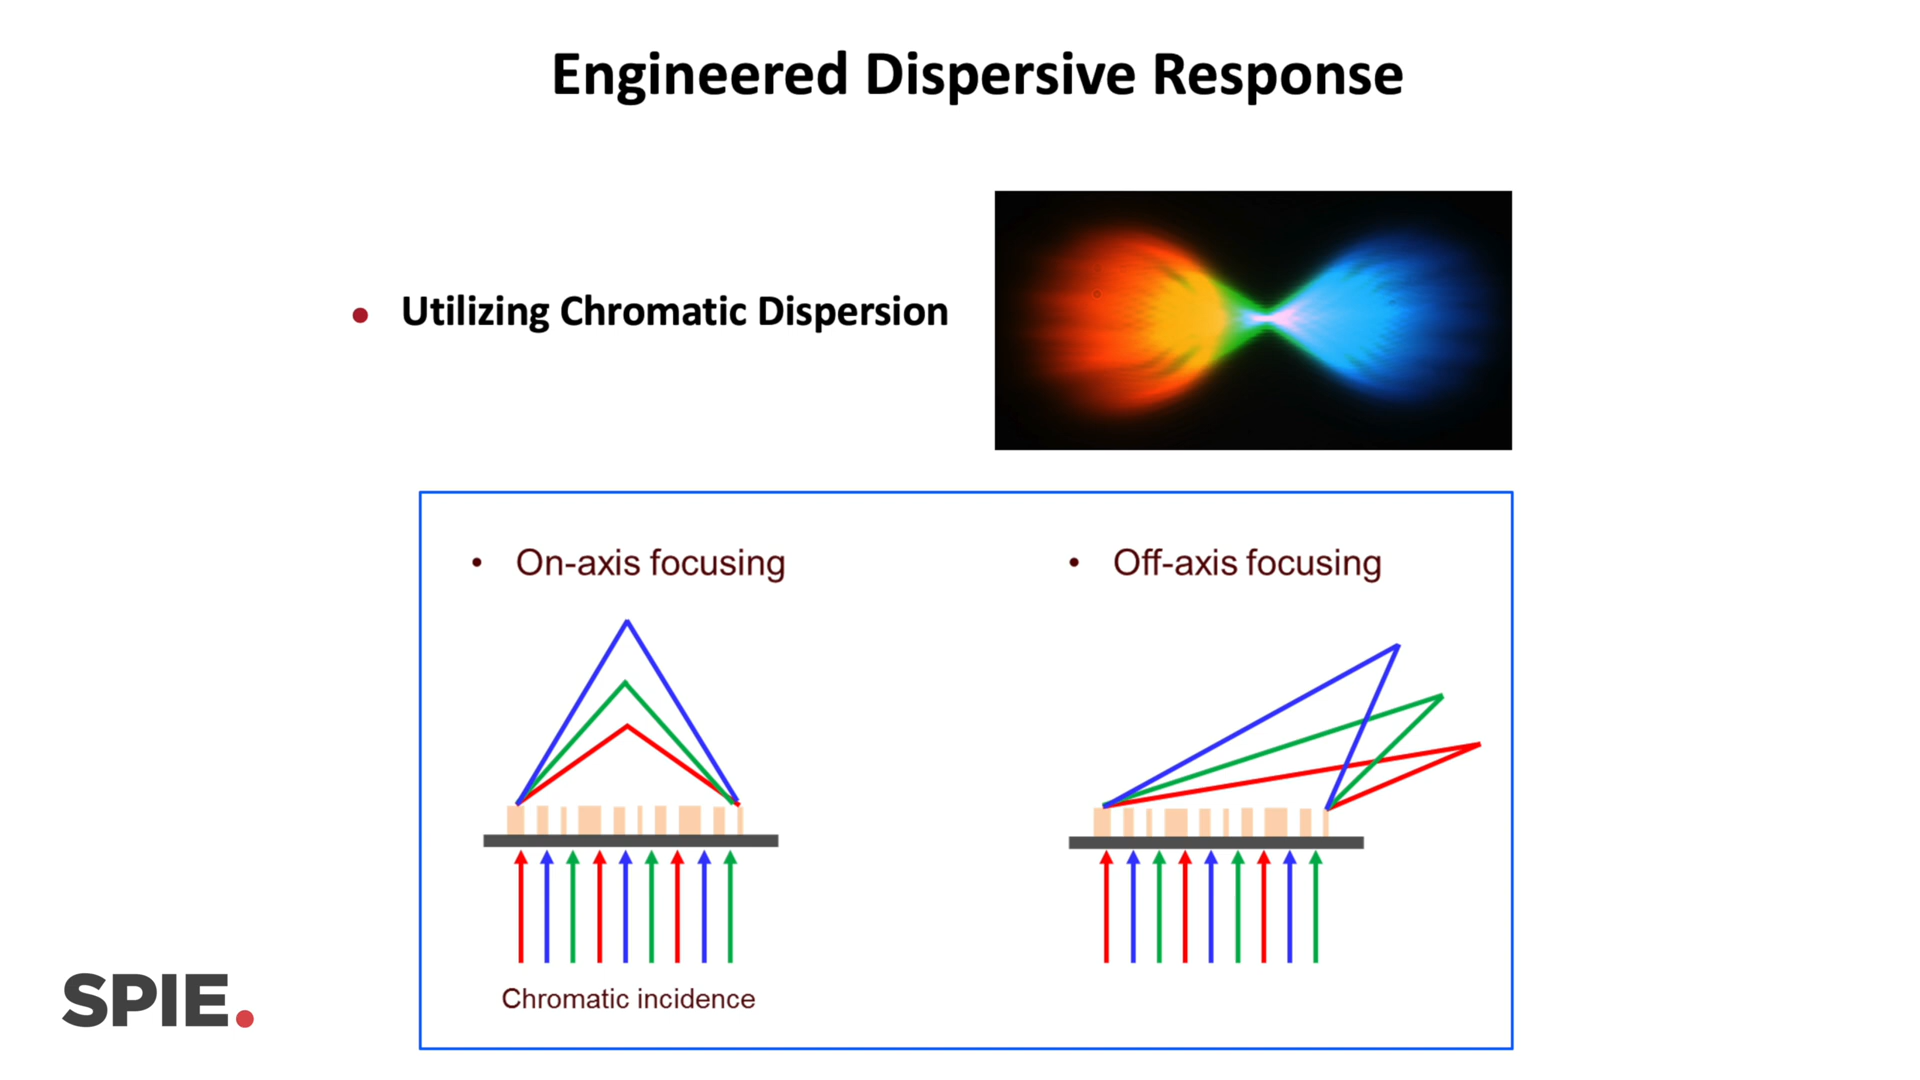 Engineered Dispersive Response
• Utilizing Chromatic Dispersion
• On-axis focusing
• Off-axis focusing
Chromatic incidence
SPIE.